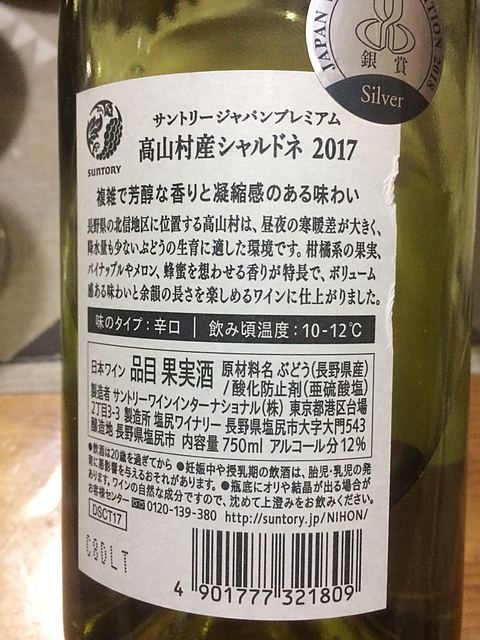 JAPAN
TION 2018
銀賞
Silver
SUNTORY
サントリージャパンプレミアム
高山村産シャルドネ 2017
複雑で芳醇な香りと凝縮感のある味わい
長野県の北信地区に位置する高山村は、昼夜の寒暖差が大きく、
降水量も少ないぶどうの生育に適した環境です。柑橘系の果実、
パイナップルやメロン、蜂蜜を想わせる香りが特長で、ボリューム
感ある味わいと余韻の長さを楽しめるワインに仕上がりました。
味のタイプ:辛口 | 飲み頃温度:10-12℃
日本ワイン 品目 果実酒 原材料名 ぶどう(長野県産)
/酸化防止剤(亜硫酸塩)
製造者 サントリーワインインターナショナル(株) 東京都港区台場
2丁目3-3 製造所 塩尻ワイナリー 長野県塩尻市大字大門543
醸造地 長野県塩尻市 内容量 750ml アルコール分 12%
●飲酒は20歳を過ぎてから ●妊娠中や授乳期の飲酒は、胎児・乳児の発
育に悪影響を与えるおそれがあります。●瓶底にオリや結晶が出る場合が
あります。ワインの自然な成分ですので、沈めて上澄みをお飲みください。
お客様センター 0120-139-380 http://suntory.jp/NIHON/
DSCT17
C8DLT
4 901777 321809